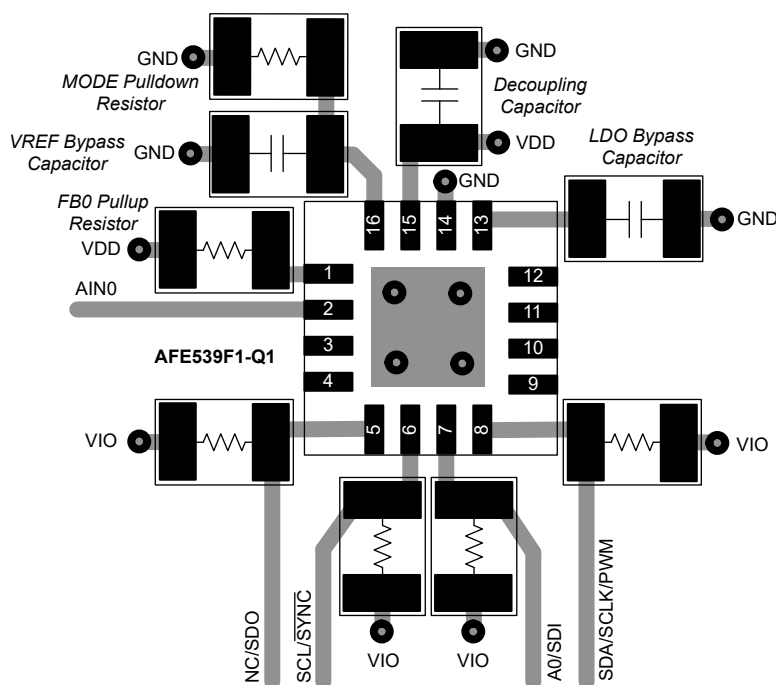 GND
MODE Pulldown
Resistor
GND
Decoupling
Capacitor
VDD
VREF Bypass
Capacitor
GND
LDO Bypass
Capacitor
GND
GND
FB0 Pullup
Resistor
VDD
16
15
14
13
AIN0
1
2
3
4
12
11
10
9
AFE539F1-Q1
5
6
7
8
VIO
VIO
NC/SDO
SCL/SYNC
VIO
VIO
A0/SDI
SDA/SCLK/PWM